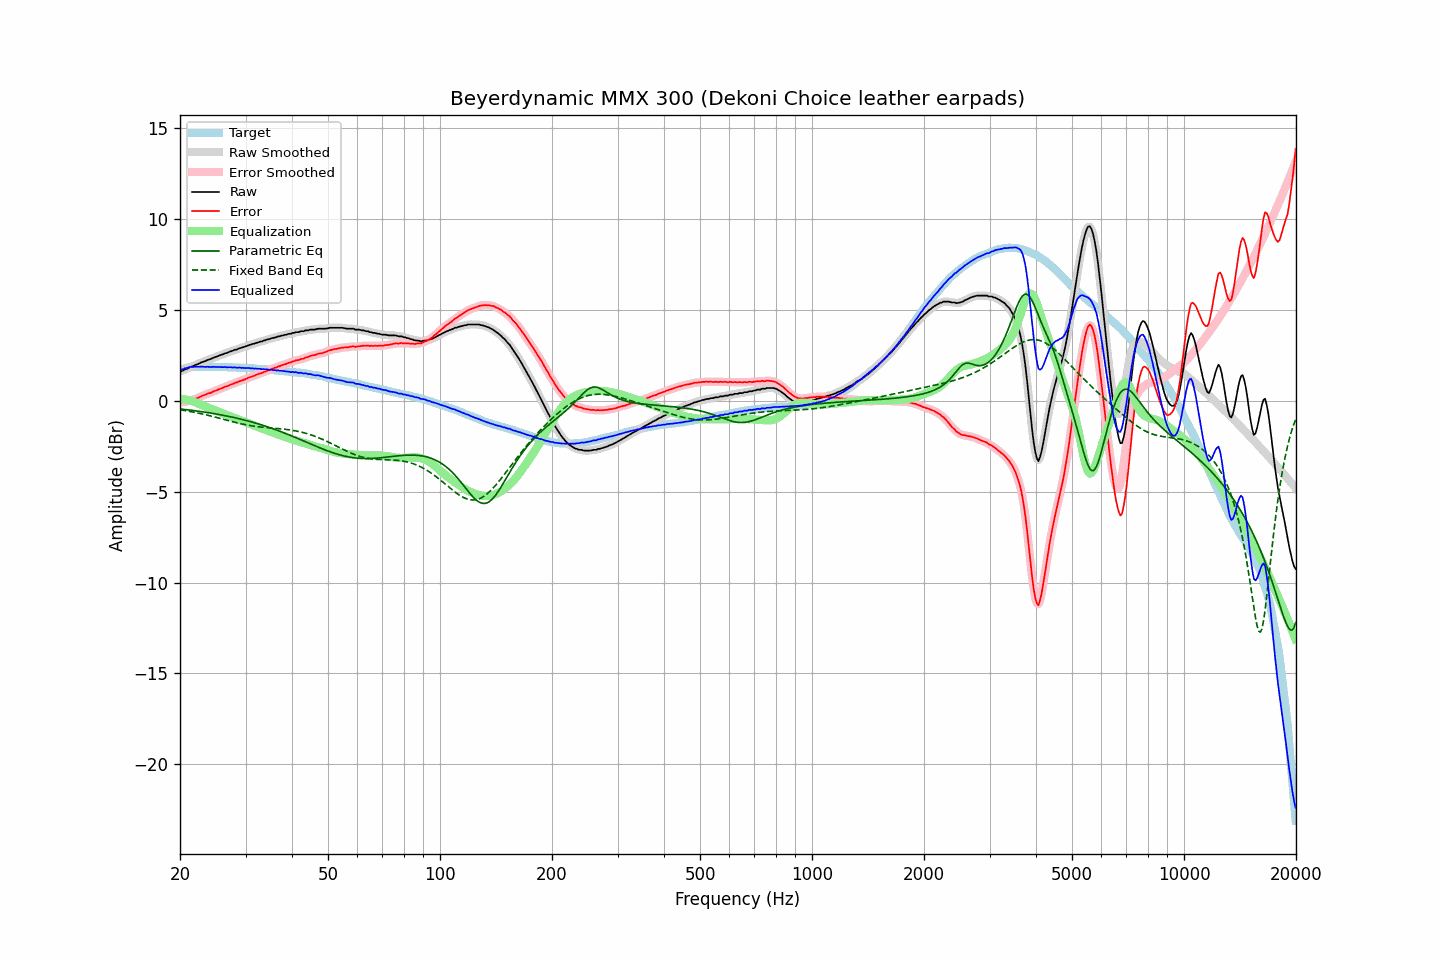 Beyerdynamic MMX 300 (Dekoni Choice leather earpads)
Target
Raw Smoothed
Error Smoothed
Raw
Error
Equalization
Parametric Eq
Fixed Band Eq
Equalized
Amplitude (dBr)
15
10
5
0
−5
−10
−15
−20
20
50
100
200
500
1000
2000
5000
10000
20000
Frequency (Hz)